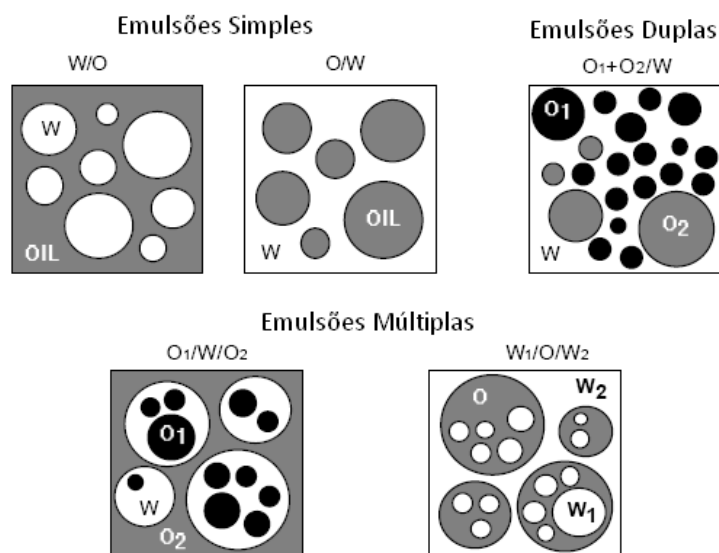 Emulsões Simples
W/O
O/W
W
OIL
OIL
W
Emulsões Duplas
O1+O2/W
O1
O2
W
Emulsões Múltiplas
O1/W/O2
O1
W
O2
W1/O/W2
O
W2
W1